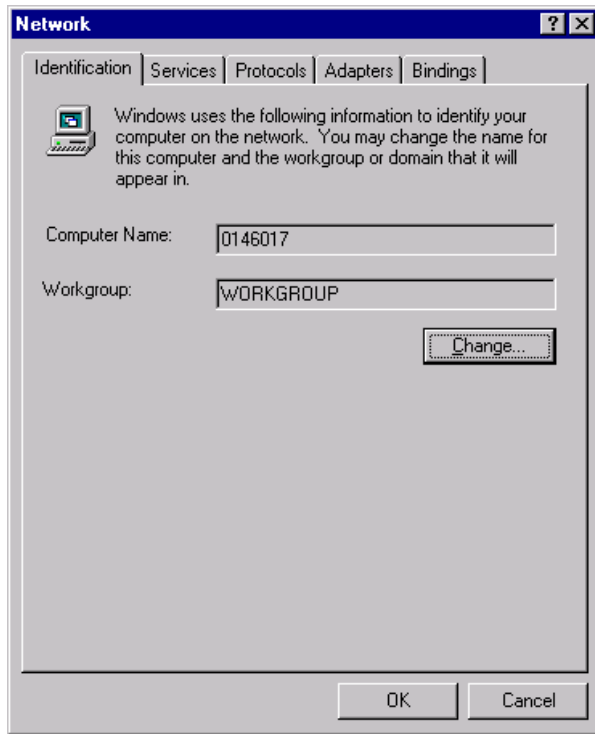 Network
Identification Services Protocols Adapters Bindings
Windows uses the following information to identify your
computer on the network. You may change the name for
this computer and the workgroup or domain that it will
appear in.
Computer Name: 0146017
Workgroup: WORKGROUP
Change...
OK Cancel